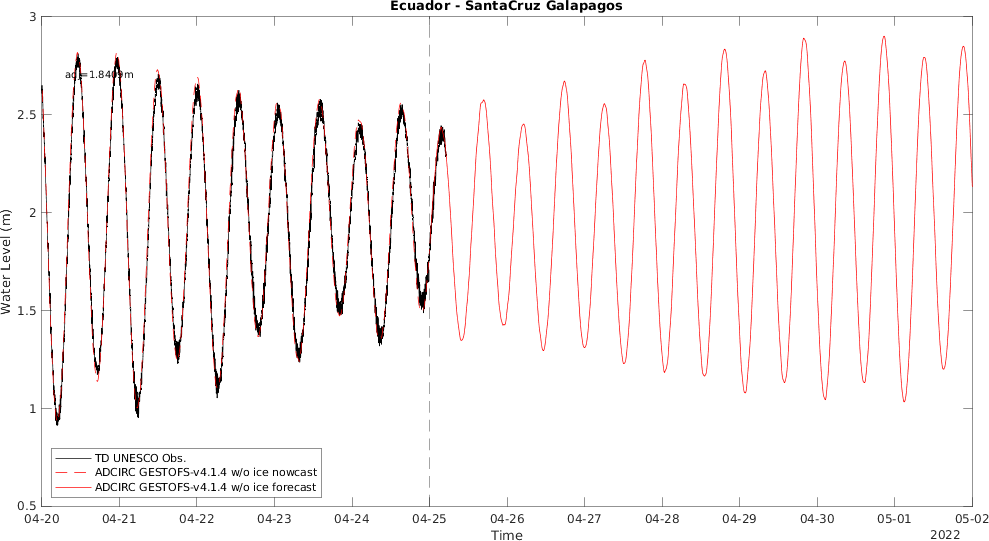 Ecuador - SantaCruz Galapagos
3
2.5
2
1.5
1
0.5
Water Level (m)
adj=1.8409m
TD UNESCO Obs.
ADCIRC GESTOFS-v4.1.4 w/o ice nowcast
ADCIRC GESTOFS-v4.1.4 w/o ice forecast
04-20 04-21 04-22 04-23 04-24 04-25 04-26 04-27 04-28 04-29 04-30 05-01 05-02
Time
2022